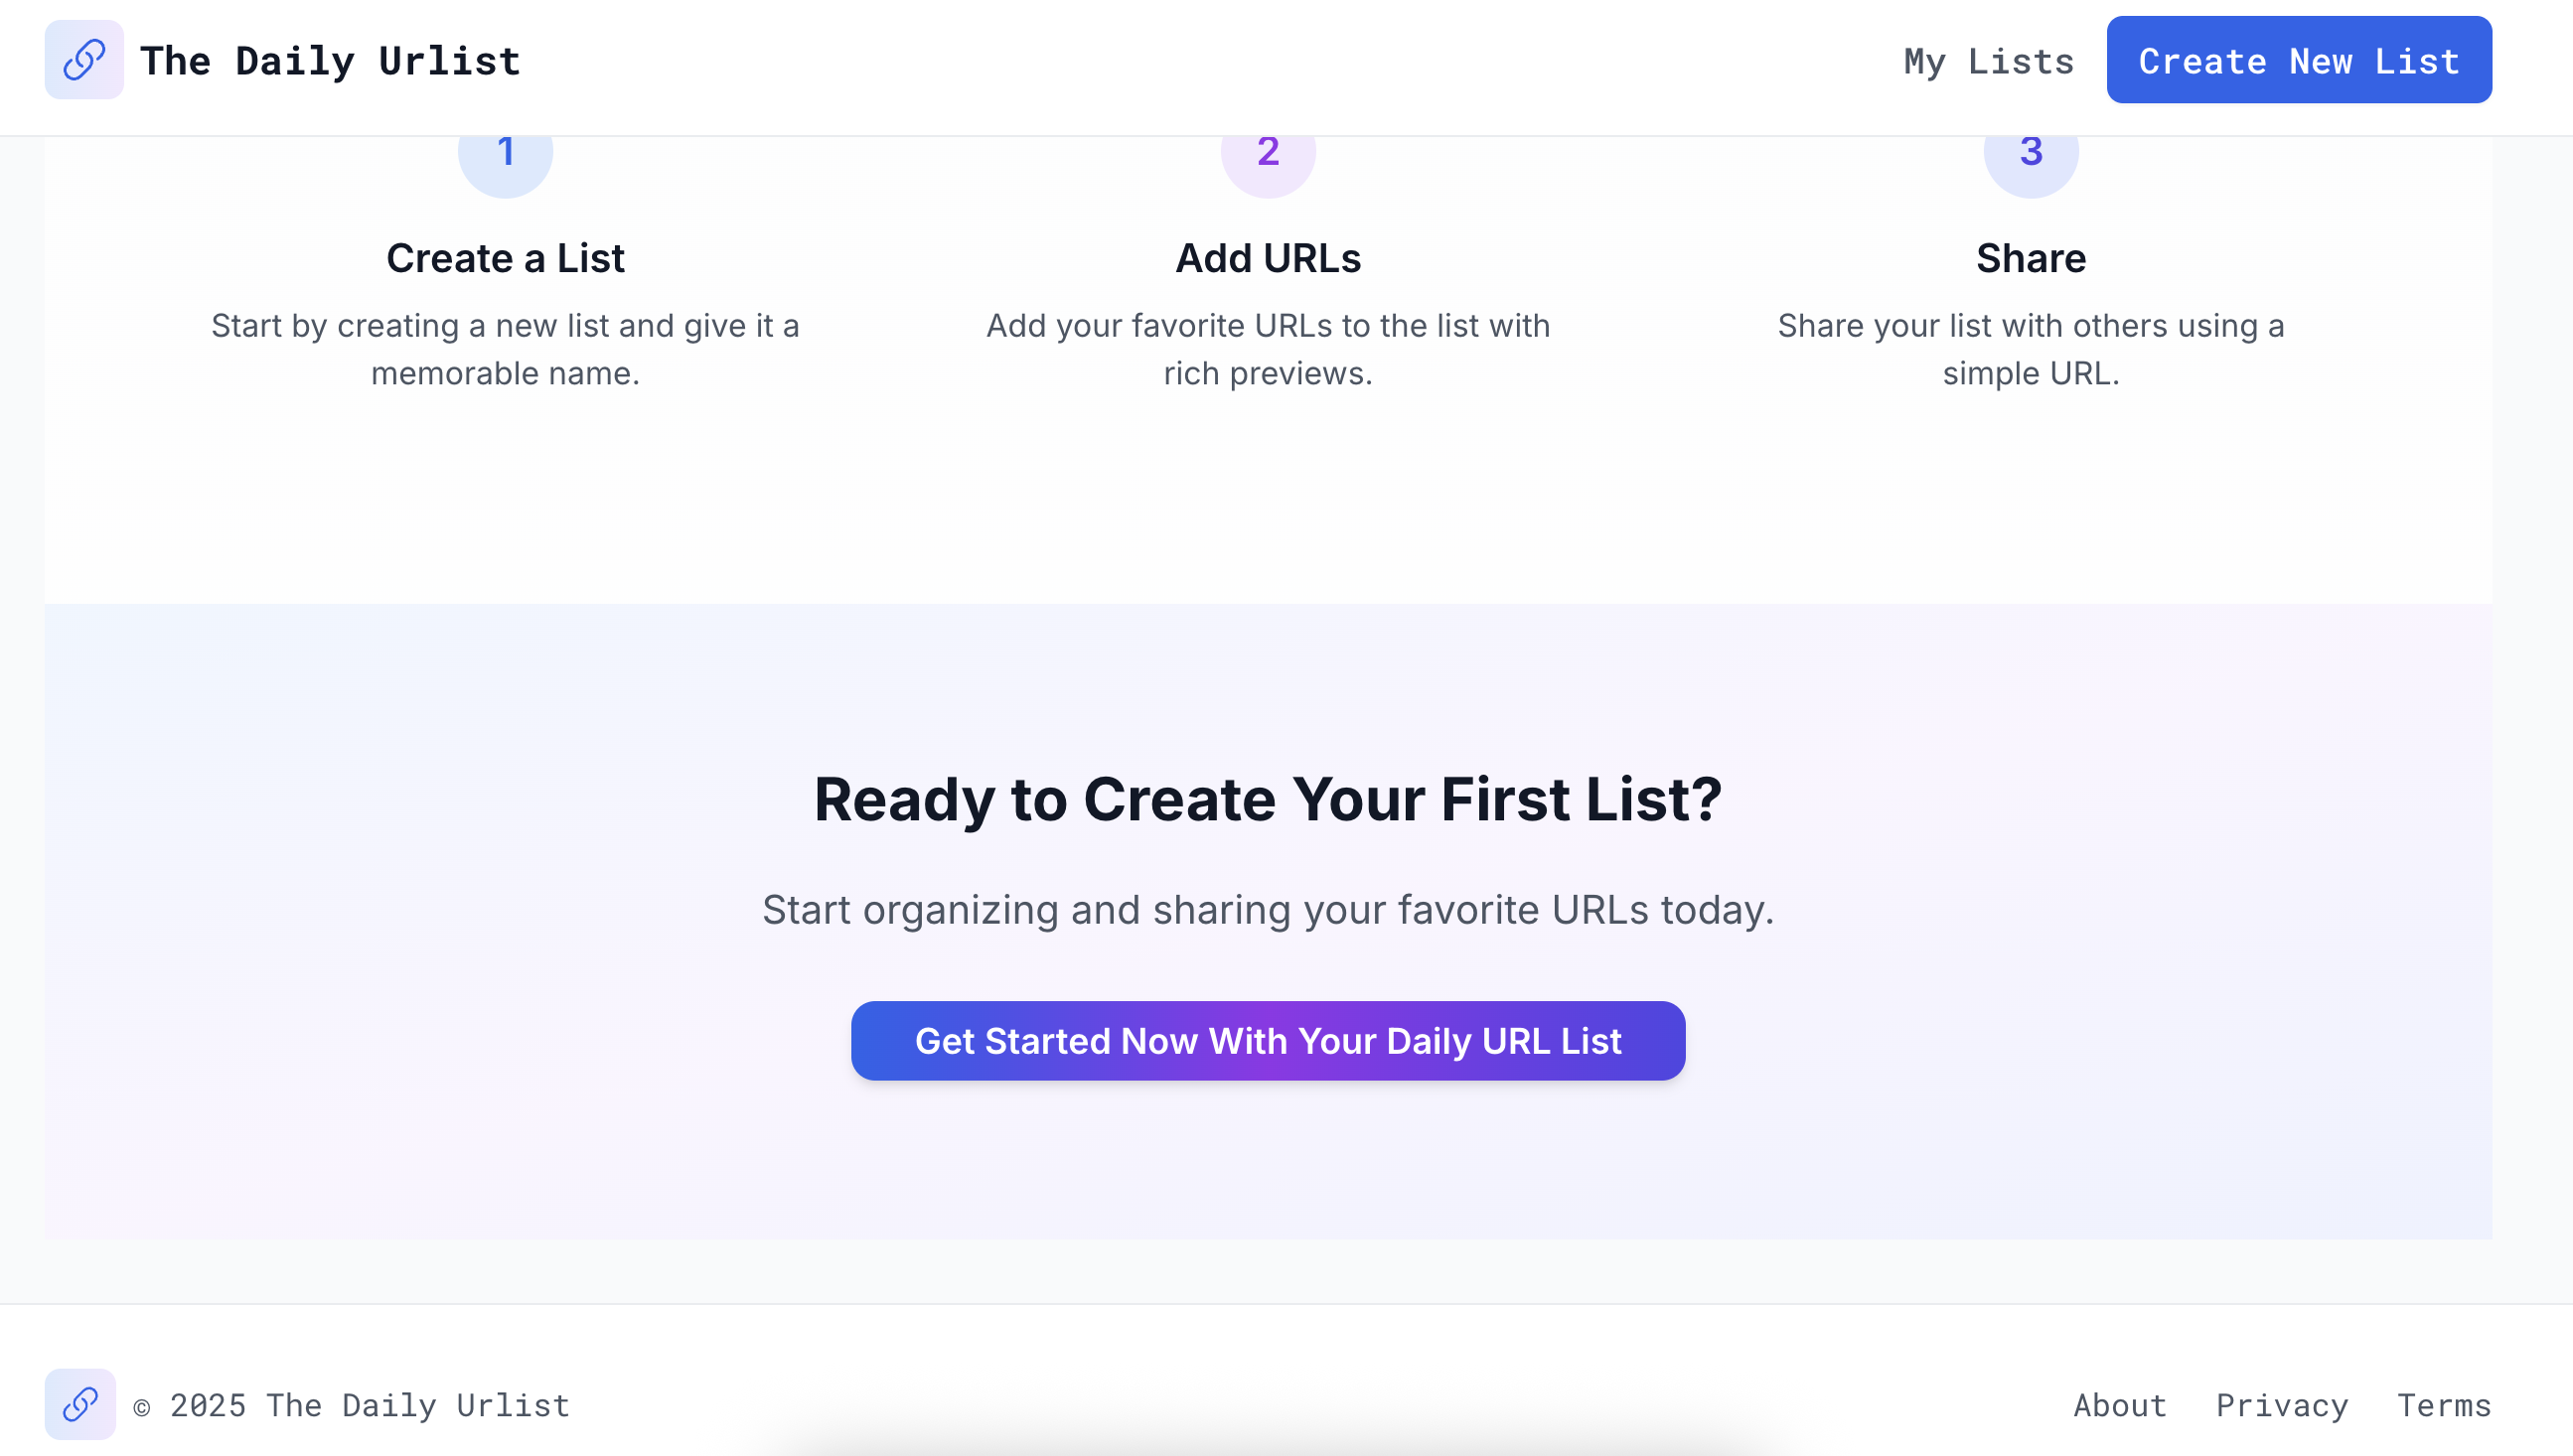 The Daily Urlist
My Lists
Create New List
1
2
3
Create a List
Start by creating a new list and give it a
memorable name.
Add URLs
Add your favorite URLs to the list with
rich previews.
Share
Share your list with others using a
simple URL.
Ready to Create Your First List?
Start organizing and sharing your favorite URLs today.
Get Started Now With Your Daily URL List
© 2025 The Daily Urlist
About
Privacy
Terms